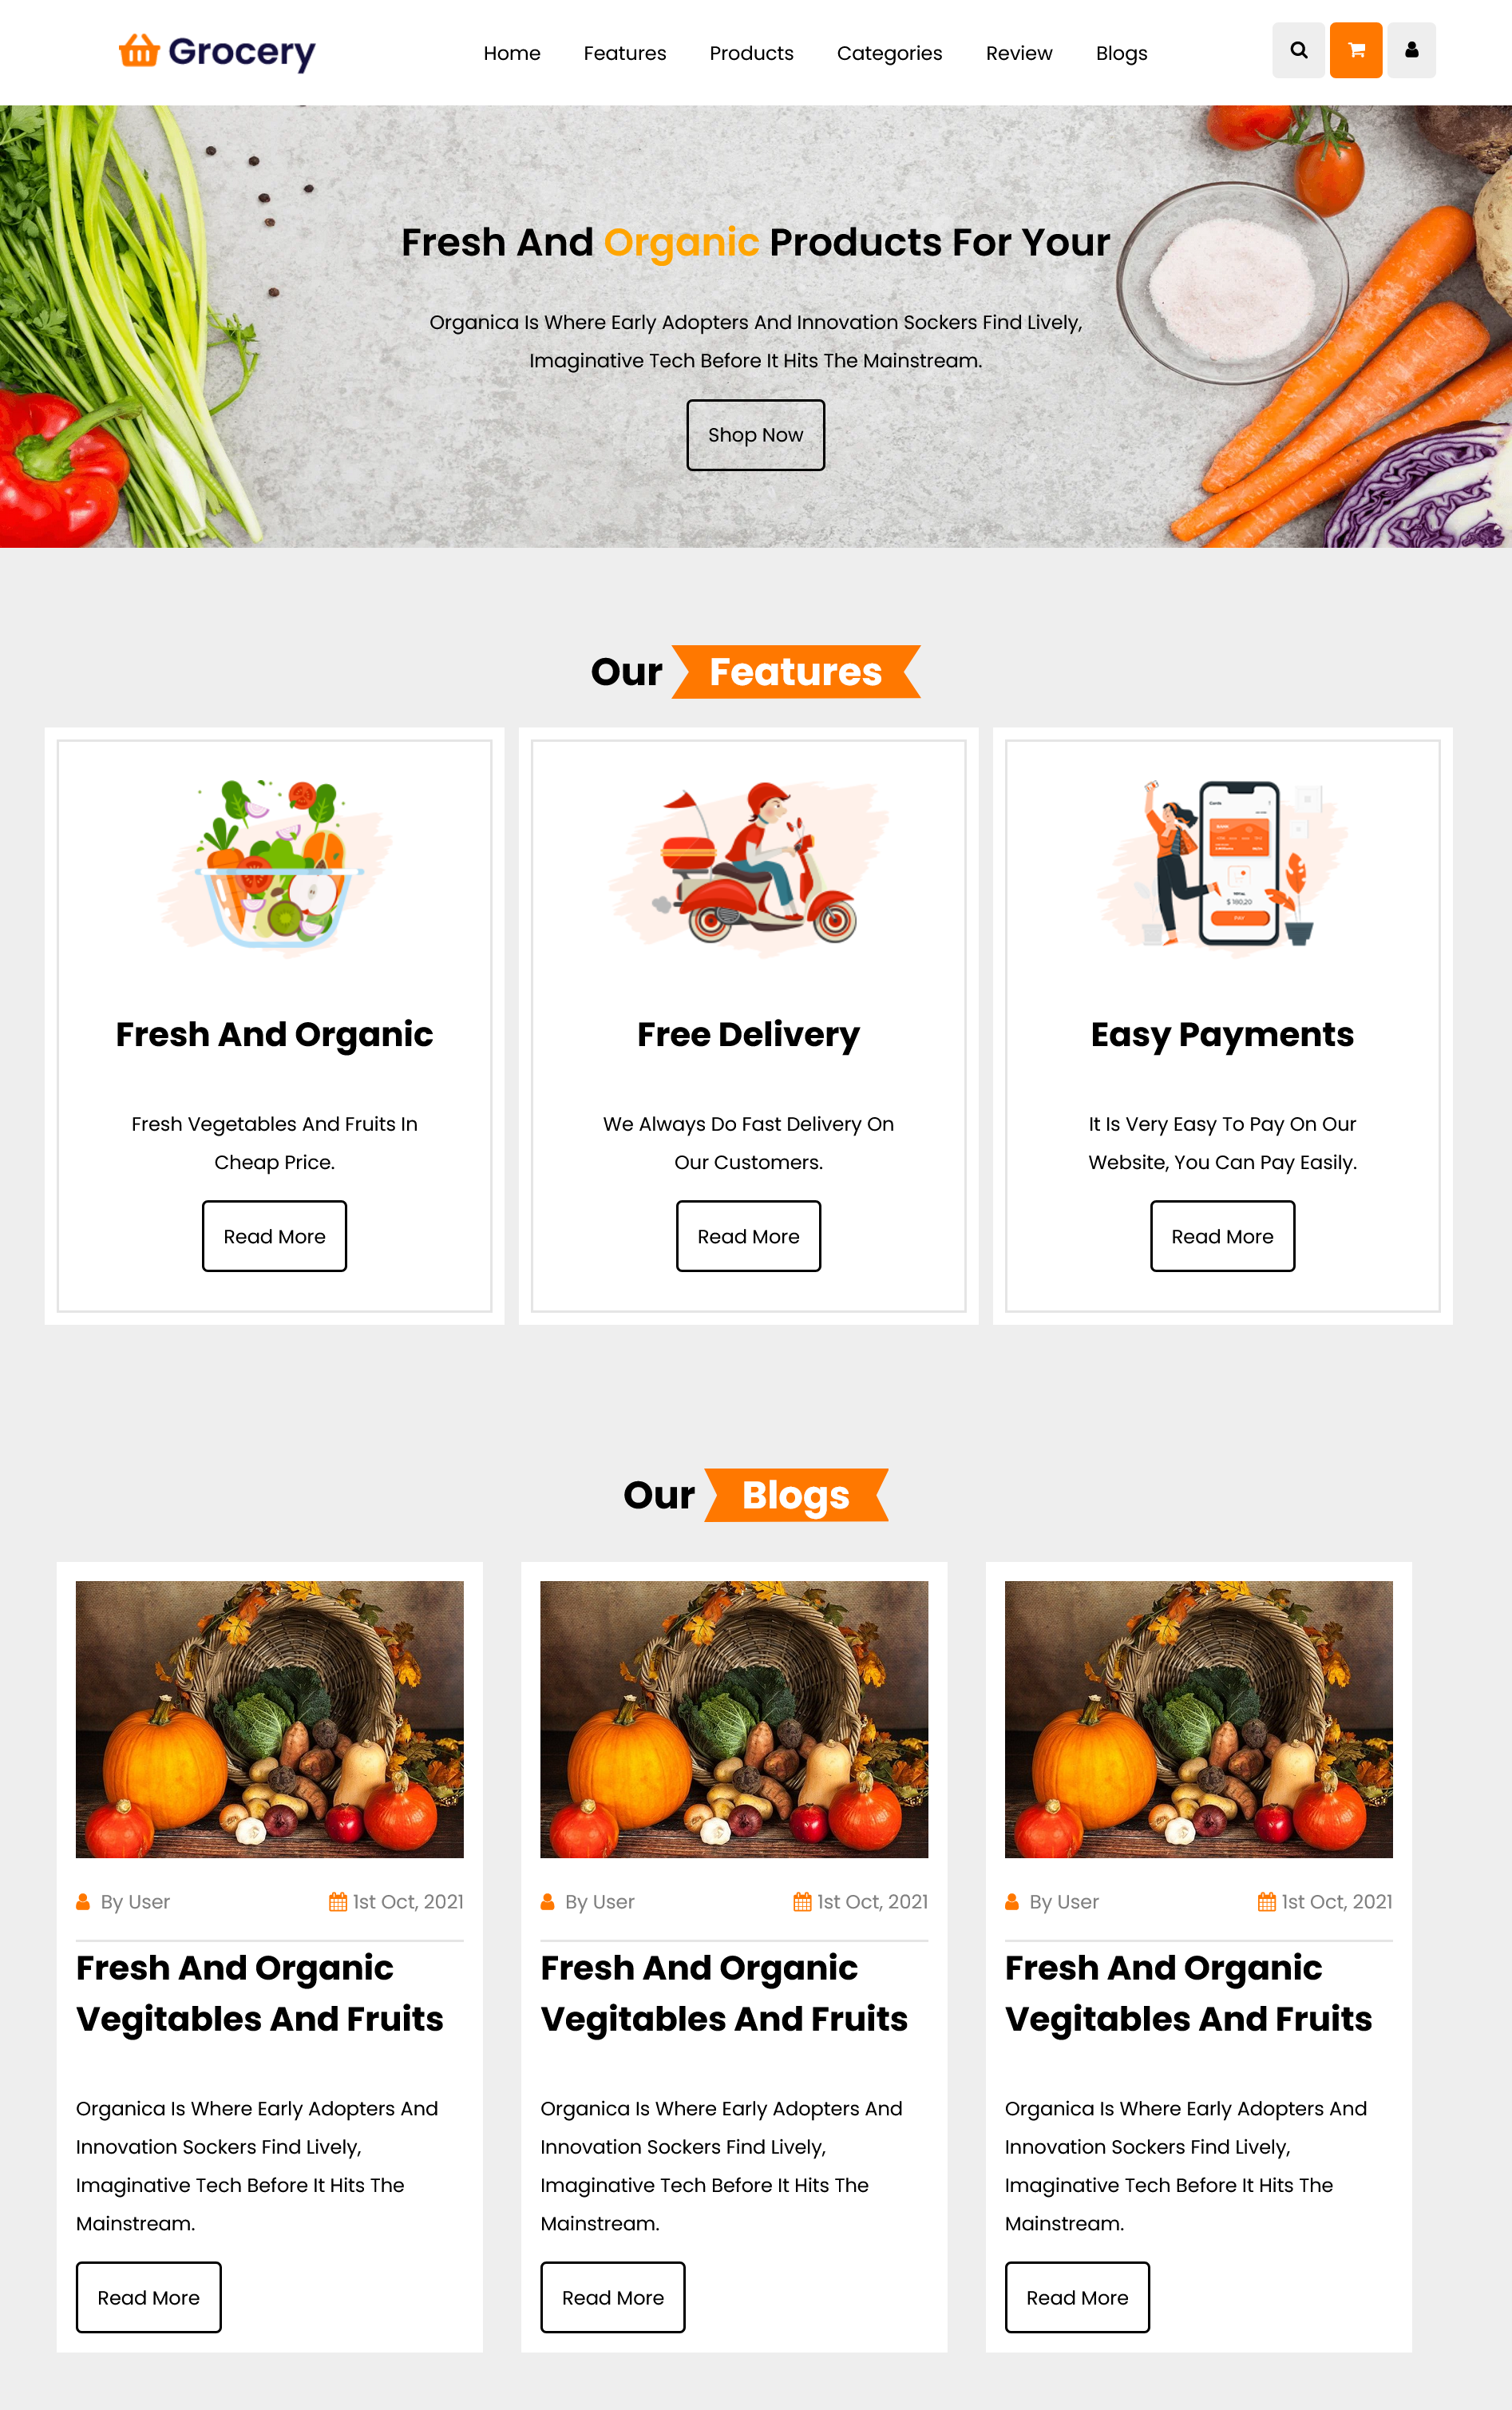 Grocery
Home Features Products Categories Review Blogs
Fresh And Organic Products For Your
Organica Is Where Early Adopters And Innovation Sockers Find Lively,
Imaginative Tech Before It Hits The Mainstream.
Shop Now
Our Features
Fresh And Organic
Fresh Vegetables And Fruits In
Cheap Price.
Read More
Free Delivery
We Always Do Fast Delivery On
Our Customers.
Read More
Cards
$ 180.20
PAY
Easy Payments
It Is Very Easy To Pay On Our
Website, You Can Pay Easily.
Read More
Our Blogs
By User 1st Oct, 2021
Fresh And Organic
Vegitables And Fruits
Organica Is Where Early Adopters And
Innovation Sockers Find Lively,
Imaginative Tech Before It Hits The
Mainstream.
Read More
By User 1st Oct, 2021
Fresh And Organic
Vegitables And Fruits
Organica Is Where Early Adopters And
Innovation Sockers Find Lively,
Imaginative Tech Before It Hits The
Mainstream.
Read More
By User 1st Oct, 2021
Fresh And Organic
Vegitables And Fruits
Organica Is Where Early Adopters And
Innovation Sockers Find Lively,
Imaginative Tech Before It Hits The
Mainstream.
Read More